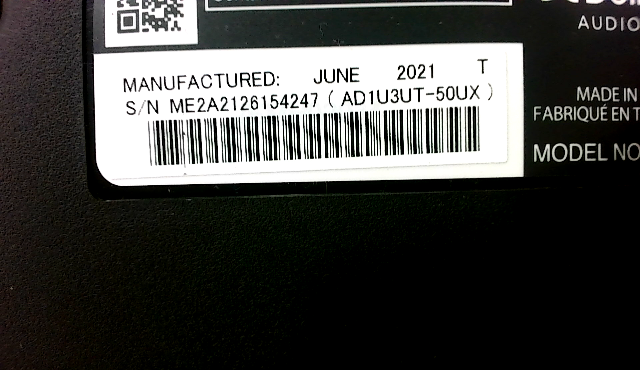 AUDIO
MANUFACTURED: JUNE 2021 T
S/N ME2A2126154247 ( AD1U3UT-50UX )
MADE IN
FABRIQUÉ EN T
MODEL NO